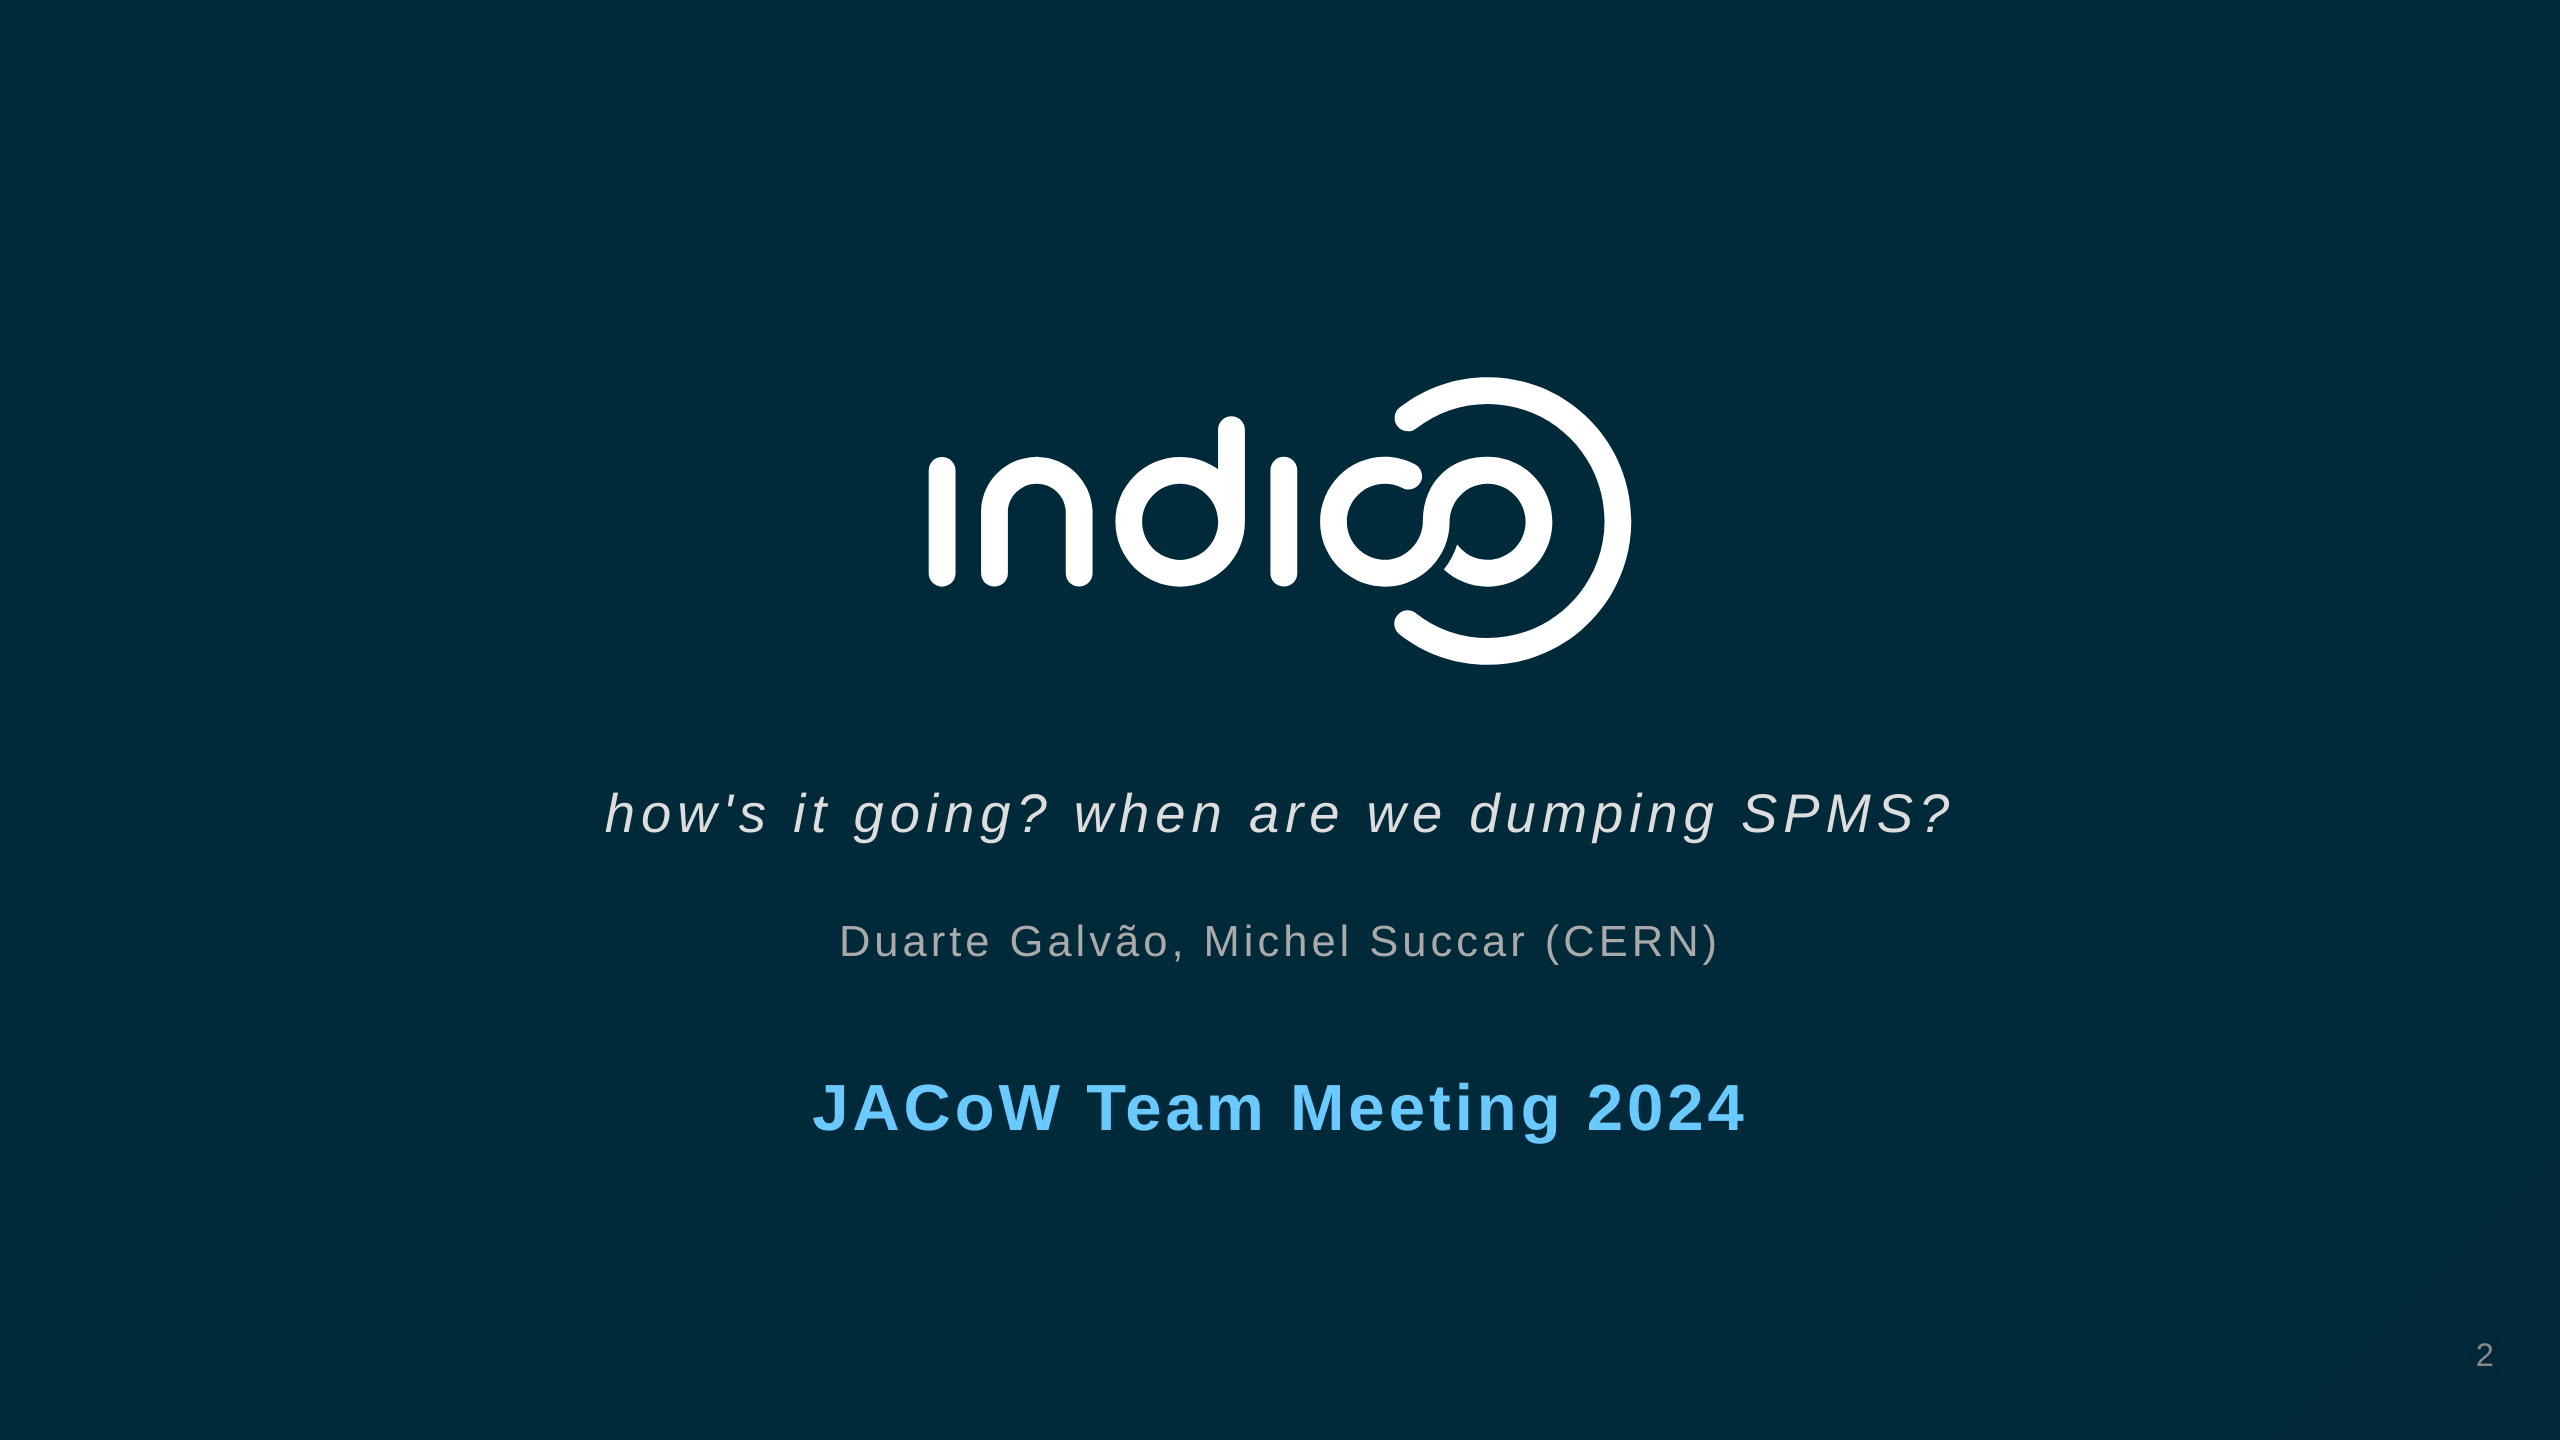 indico
how's it going? when are we dumping SPMS?
Duarte Galvão, Michel Succar (CERN)
JACoW Team Meeting 2024
2